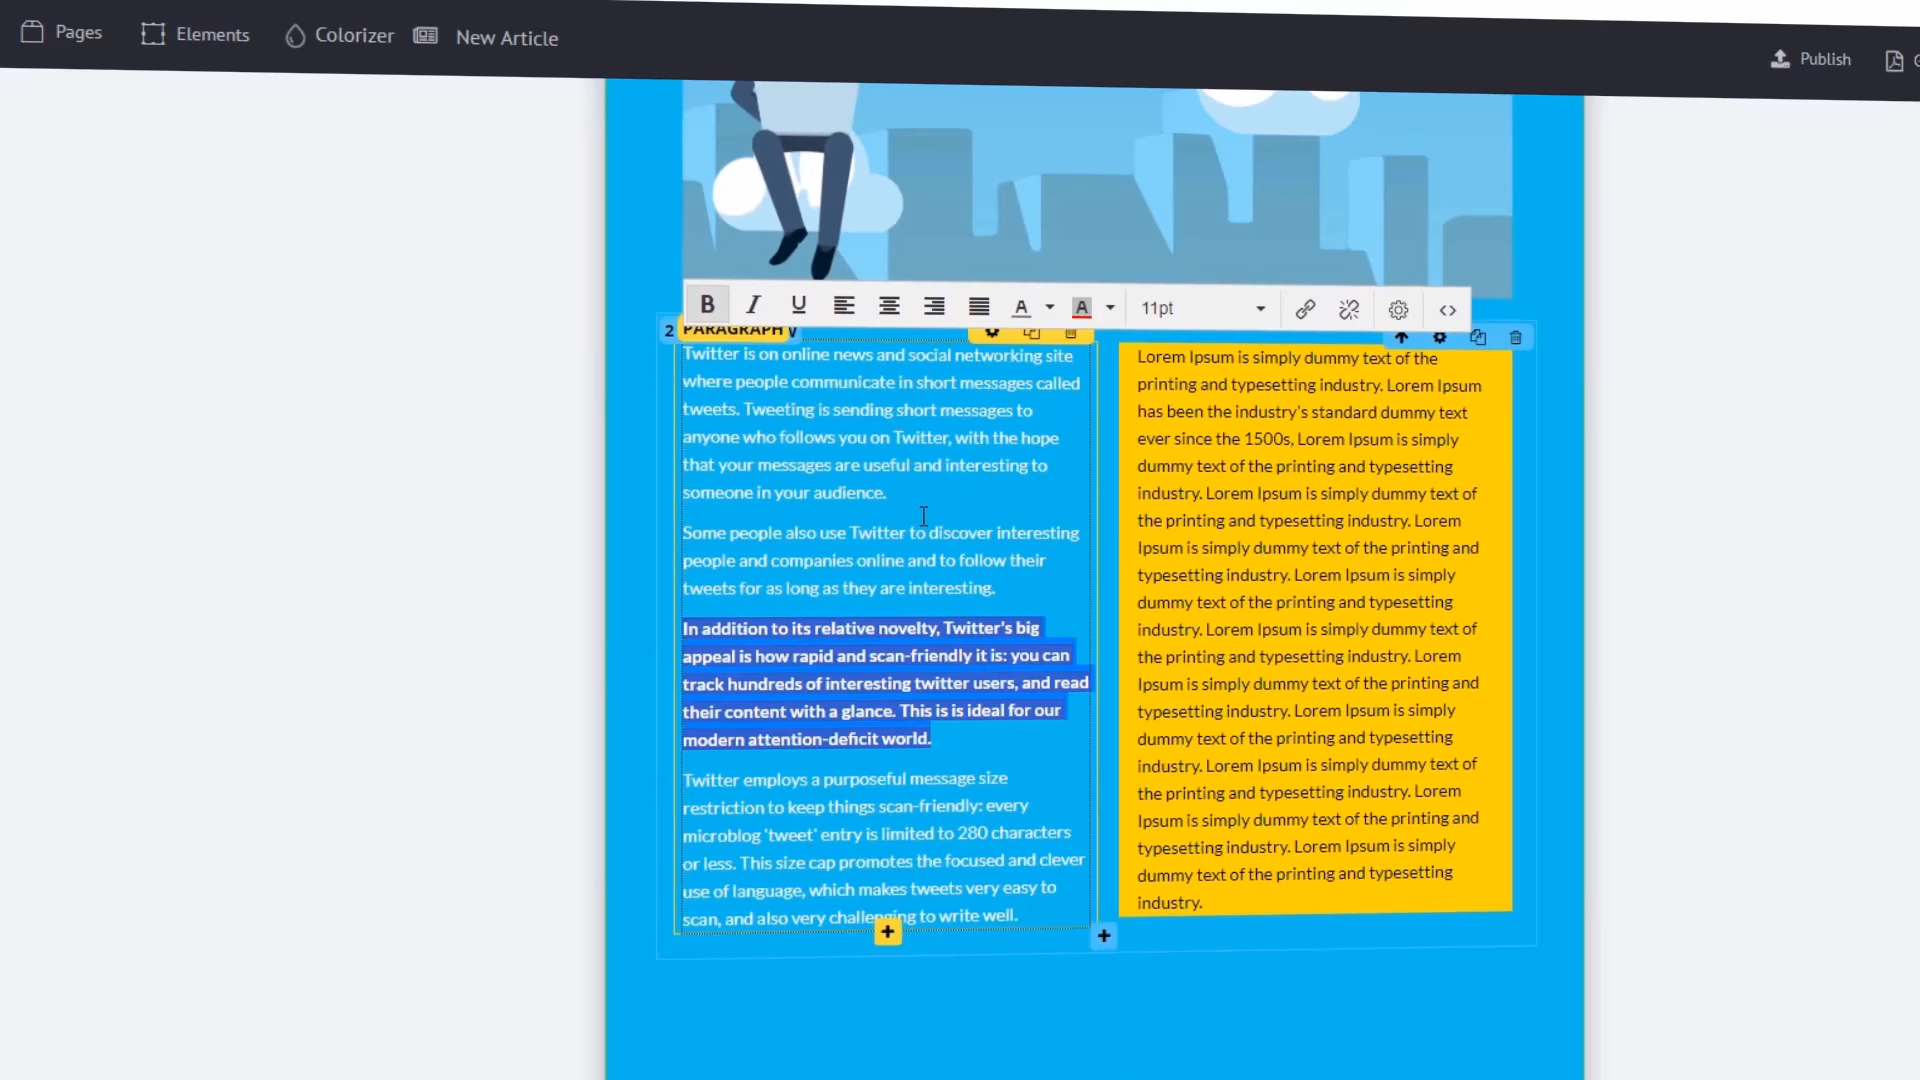 Pages
Elements
Colorizer
New Article
Publish
B I U A A 11pt
2 PARAGRAPH
Twitter is on online news and social networking site
where people communicate in short messages called
tweets. Tweeting is sending short messages to
anyone who follows you on Twitter, with the hope
that your messages are useful and interesting to
someone in your audience.
Some people also use Twitter to discover interesting
people and companies online and to follow their
tweets for as long as they are interesting.
In addition to its relative novelty, Twitter's big
appeal is how rapid and scan-friendly it is: you can
track hundreds of interesting twitter users, and read
their content with a glance. This is is ideal for our
modern attention-deficit world.
Twitter employs a purposeful message size
restriction to keep things scan-friendly: every
microblog 'tweet' entry is limited to 280 characters
or less. This size cap promotes the focused and clever
use of language, which makes tweets very easy to
scan, and also very challenging to write well.
Lorem Ipsum is simply dummy text of the
printing and typesetting industry. Lorem Ipsum
has been the industry's standard dummy text
ever since the 1500s, Lorem Ipsum is simply
dummy text of the printing and typesetting
industry. Lorem Ipsum is simply dummy text of
the printing and typesetting industry. Lorem
Ipsum is simply dummy text of the printing and
typesetting industry. Lorem Ipsum is simply
dummy text of the printing and typesetting
industry. Lorem Ipsum is simply dummy text of
the printing and typesetting industry. Lorem
Ipsum is simply dummy text of the printing and
typesetting industry. Lorem Ipsum is simply
dummy text of the printing and typesetting
industry. Lorem Ipsum is simply dummy text of
the printing and typesetting industry. Lorem
Ipsum is simply dummy text of the printing and
typesetting industry. Lorem Ipsum is simply
dummy text of the printing and typesetting
industry.